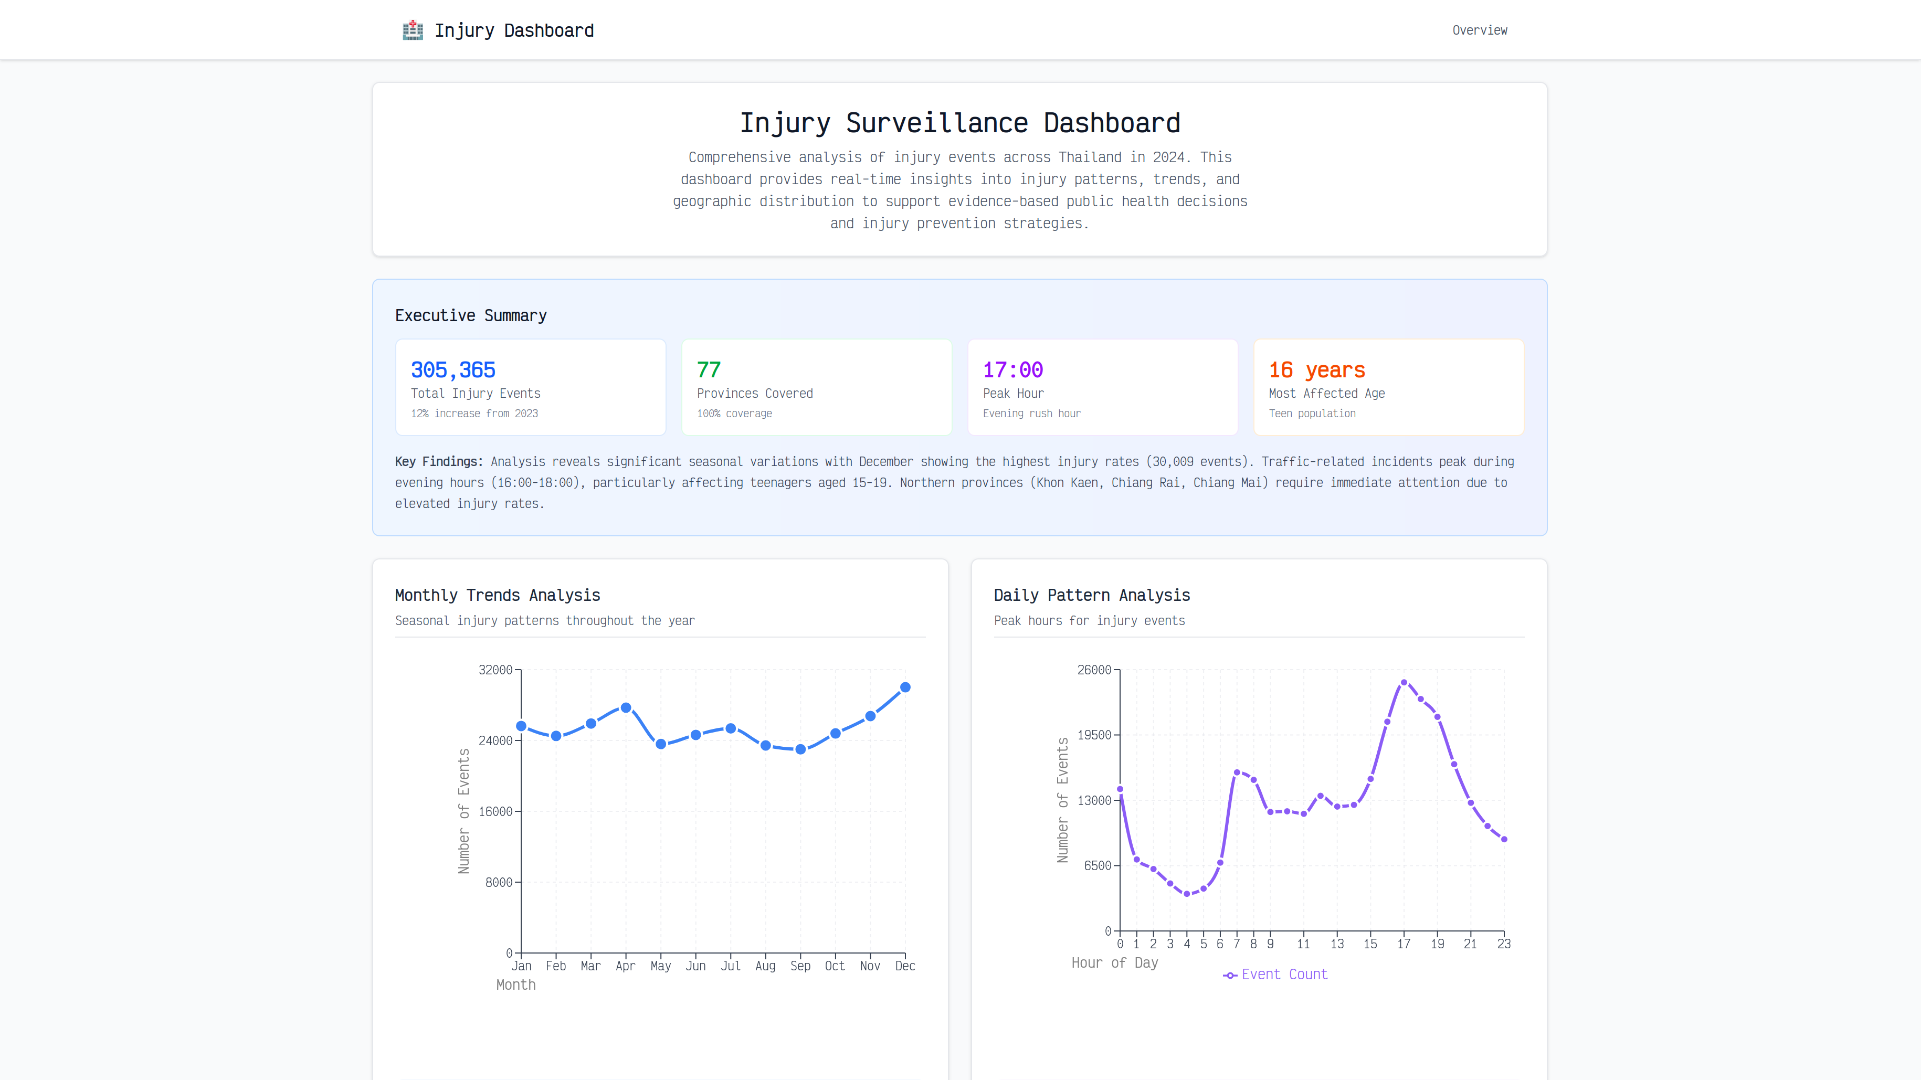 🏥 Injury Dashboard
Overview
Injury Surveillance Dashboard
Comprehensive analysis of injury events across Thailand in 2024. This
dashboard provides real-time insights into injury patterns, trends, and
geographic distribution to support evidence-based public health decisions
and injury prevention strategies.
Executive Summary
305,365
Total Injury Events
12% increase from 2023
77
Provinces Covered
100% coverage
17:00
Peak Hour
Evening rush hour
16 years
Most Affected Age
Teen population
Key Findings: Analysis reveals significant seasonal variations with December showing the highest injury rates (30,009 events). Traffic-related incidents peak during
evening hours (16:00-18:00), particularly affecting teenagers aged 15-19. Northern provinces (Khon Kaen, Chiang Rai, Chiang Mai) require immediate attention due to
elevated injury rates.
Monthly Trends Analysis
Seasonal injury patterns throughout the year
32000
24000
16000
8000
0
Number of Events
Jan Feb Mar Apr May Jun Jul Aug Sep Oct Nov Dec
Month
Daily Pattern Analysis
Peak hours for injury events
26000
19500
13000
6500
0
Number of Events
0 1 2 3 4 5 6 7 8 9 11 13 15 17 19 21 23
Hour of Day
Event Count